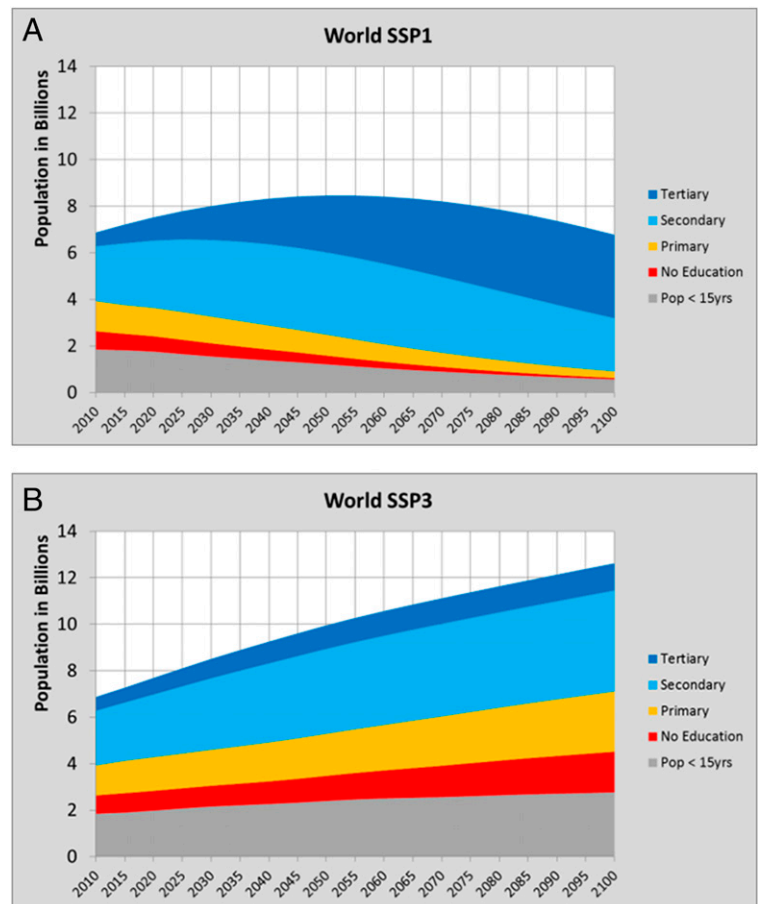 A
World SSP1
Population in Billions
14
12
10
8
6
4
2
0
2010 2015 2020 2025 2030 2035 2040 2045 2050 2055 2060 2065 2070 2075 2080 2085 2090 2095 2100
Tertiary
Secondary
Primary
No Education
Pop < 15yrs
B
World SSP3
Population in Billions
14
12
10
8
6
4
2
0
2010 2015 2020 2025 2030 2035 2040 2045 2050 2055 2060 2065 2070 2075 2080 2085 2090 2095 2100
Tertiary
Secondary
Primary
No Education
Pop < 15yrs